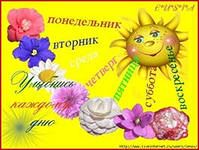 понедельник
вторник
среда
четверг
пятница
суббота
воскресенье
Улыбнись
каждому
дню